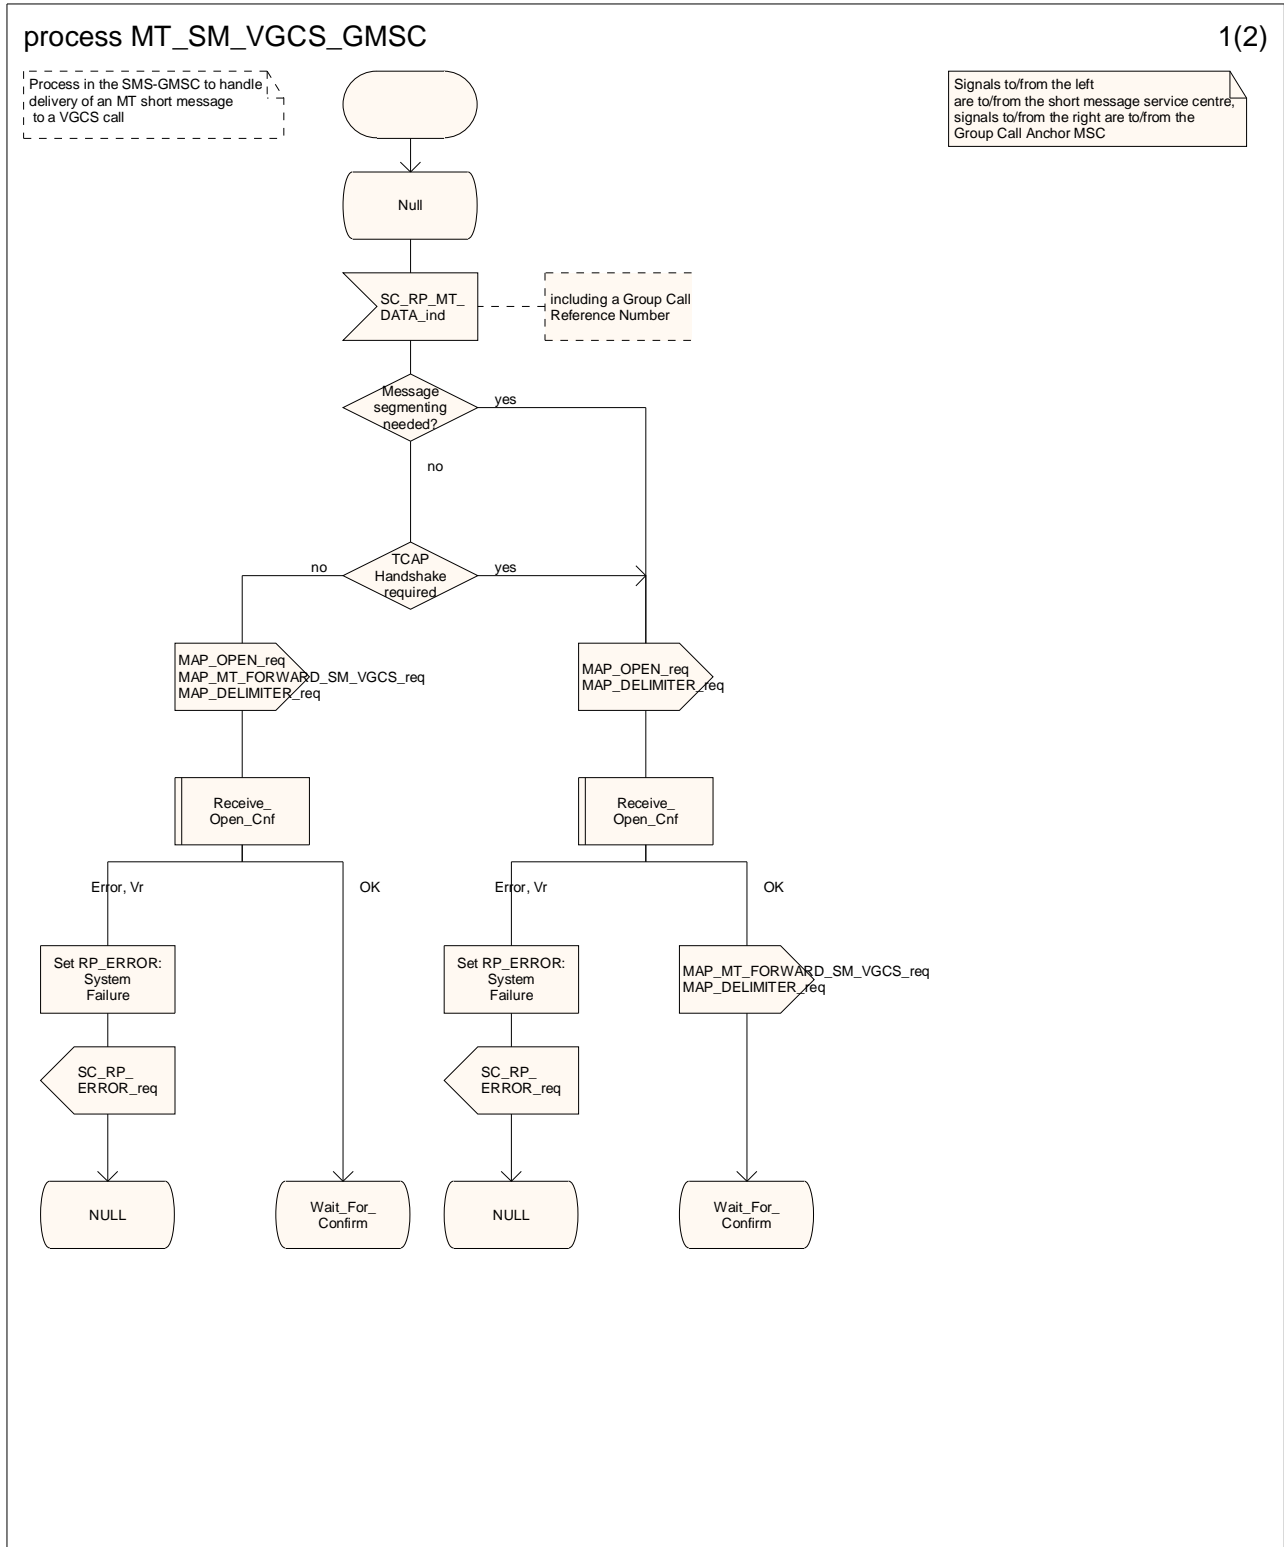 process MT_SM_VGCS_GMSC
1(2)
Process in the SMS-GMSC to handle
delivery of an MT short message
to a VGCS call
Signals to/from the left
are to/from the short message service centre,
signals to/from the right are to/from the
Group Call Anchor MSC
Null
SC_RP_MT_
DATA_ind
including a Group Call
Reference Number
Message
segmenting
needed?
yes
no
TCAP
Handshake
required
no
yes
MAP_OPEN_req
MAP_MT_FORWARD_SM_VGCS_req
MAP_DELIMITER_req
MAP_OPEN_req
MAP_DELIMITER_req
Receive_
Open_Cnf
Receive_
Open_Cnf
Error, Vr
OK
Error, Vr
OK
Set RP_ERROR:
System
Failure
Set RP_ERROR:
System
Failure
MAP_MT_FORWARD_SM_VGCS_req
MAP_DELIMITER_req
SC_RP_
ERROR_req
SC_RP_
ERROR_req
NULL
Wait_For_
Confirm
NULL
Wait_For_
Confirm